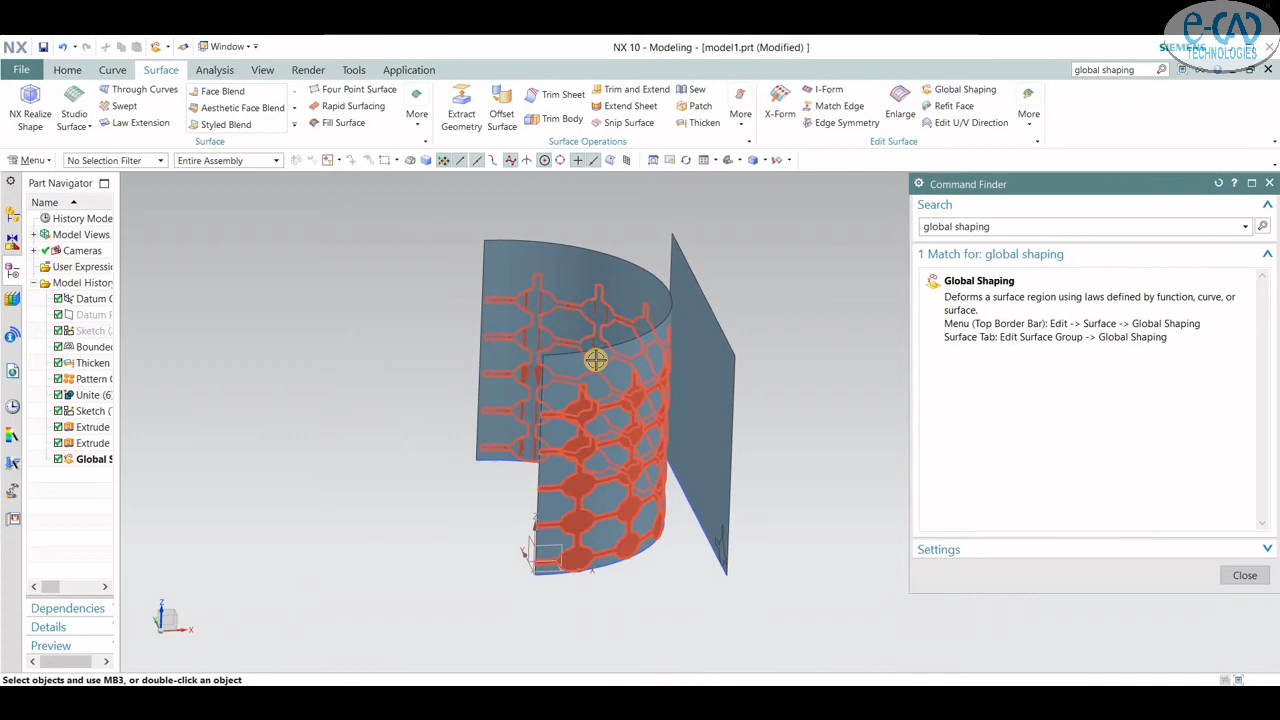 e-CAD
TECHNOLOGIES
NX
Window
NX 10 - Modeling - [model1.prt (Modified) ]
SIEMENS
File
Home
Curve
Surface
Analysis
View
Render
Tools
Application
global shaping
NX Realize
Shape
Studio
Surface
Through Curves
Swept
Law Extension
Face Blend
Aesthetic Face Blend
Styled Blend
Four Point Surface
Rapid Surfacing
Fill Surface
More
Surface
Extract
Geometry
Offset
Surface
Trim Sheet
Trim Body
Trim and Extend
Extend Sheet
Snip Surface
Sew
Patch
Thicken
More
Surface Operations
X-Form
I-Form
Match Edge
Edge Symmetry
Enlarge
Global Shaping
Refit Face
Edit U/V Direction
More
Edit Surface
Menu
No Selection Filter
Entire Assembly
Part Navigator
Name
History Mode
Model Views
Cameras
User Expressi
Model History
Datum C
Datum P
Sketch (
Bounde
Thicken
Pattern
Unite (6)
Sketch (
Extrude
Extrude
Global S
Dependencies
Details
Preview
Z
Y
X
Z
Y
X
Command Finder
Search
global shaping
1 Match for: global shaping
Global Shaping
Deforms a surface region using laws defined by function, curve, or
surface.
Menu (Top Border Bar): Edit -> Surface -> Global Shaping
Surface Tab: Edit Surface Group -> Global Shaping
Settings
Close
Select objects and use MB3, or double-click an object